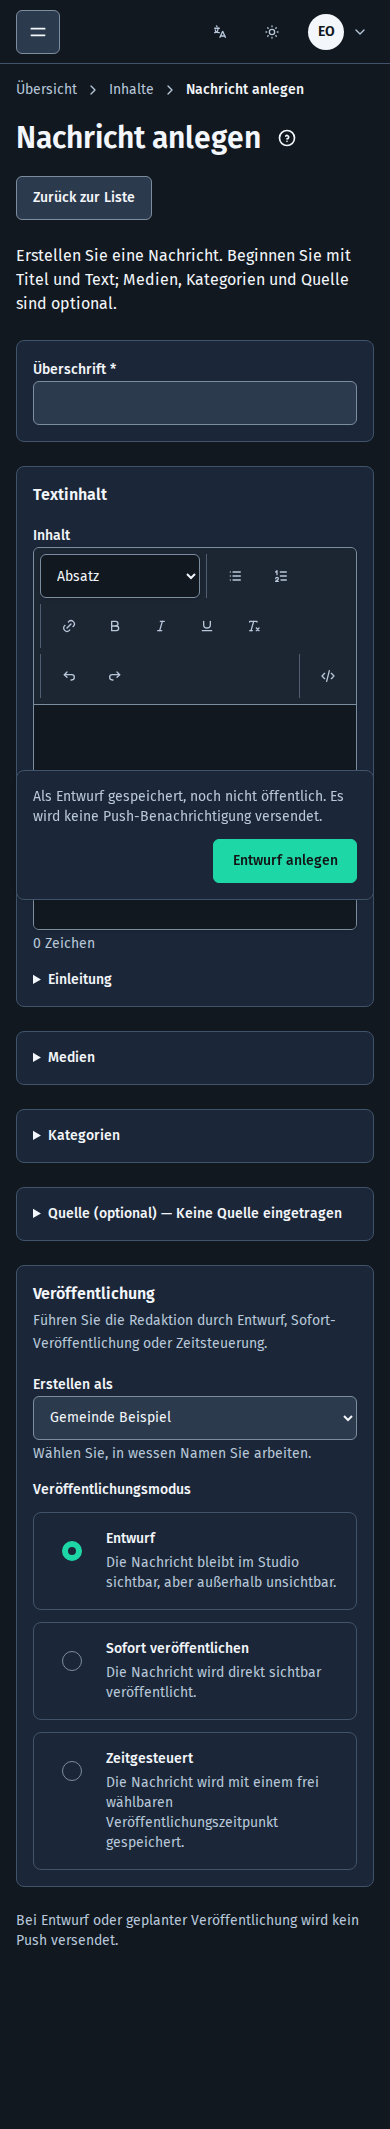 EO
Übersicht > Inhalte > Nachricht anlegen
Nachricht anlegen
Zurück zur Liste
Erstellen Sie eine Nachricht. Beginnen Sie mit
Titel und Text; Medien, Kategorien und Quelle
sind optional.
Überschrift *
Textinhalt
Inhalt
Absatz
Als Entwurf gespeichert, noch nicht öffentlich. Es
wird keine Push-Benachrichtigung versendet.
Entwurf anlegen
0 Zeichen
Einleitung
Medien
Kategorien
Quelle (optional) — Keine Quelle eingetragen
Veröffentlichung
Führen Sie die Redaktion durch Entwurf, Sofort-
Veröffentlichung oder Zeitsteuerung.
Erstellen als
Gemeinde Beispiel
Wählen Sie, in wessen Namen Sie arbeiten.
Veröffentlichungsmodus
Entwurf
Die Nachricht bleibt im Studio
sichtbar, aber außerhalb unsichtbar.
Sofort veröffentlichen
Die Nachricht wird direkt sichtbar
veröffentlicht.
Zeitgesteuert
Die Nachricht wird mit einem frei
wählbaren
Veröffentlichungszeitpunkt
gespeichert.
Bei Entwurf oder geplanter Veröffentlichung wird kein
Push versendet.